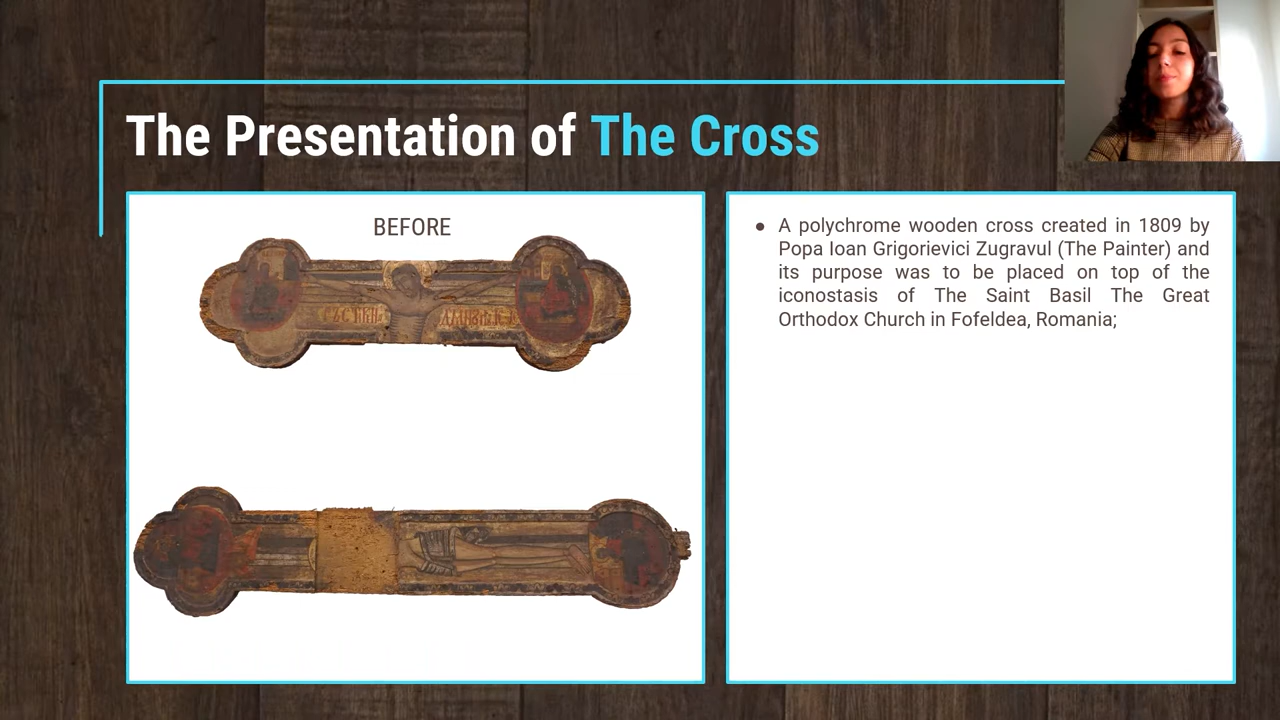 The Presentation of The Cross
BEFORE
● A polychrome wooden cross created in 1809 by
Popa Ioan Grigorievici Zugravul (The Painter) and
its purpose was to be placed on top of the
iconostasis of The Saint Basil The Great
Orthodox Church in Fofeldea, Romania;